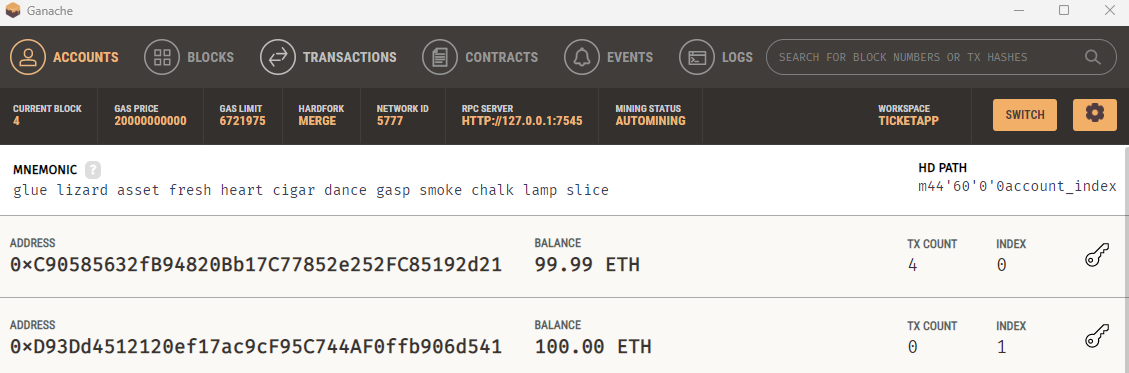 Ganache
ACCOUNTS BLOCKS TRANSACTIONS CONTRACTS EVENTS LOGS SEARCH FOR BLOCK NUMBERS OR TX HASHES
CURRENT BLOCK GAS PRICE GAS LIMIT HARDFORK NETWORK ID RPC SERVER MINING STATUS WORKSPACE
4 20000000000 6721975 MERGE 5777 HTTP://127.0.0.1:7545 AUTOMINING TICKETAPP SWITCH
MNEMONIC ? HD PATH
glue lizard asset fresh heart cigar dance gasp smoke chalk lamp slice m44'60'0'0account_index
ADDRESS BALANCE TX COUNT INDEX
0×C90585632fB94820Bb17C77852e252FC85192d21 99.99 ETH 4 0
ADDRESS BALANCE TX COUNT INDEX
0×D93Dd4512120ef17ac9cF95C744AF0ffb906d541 100.00 ETH 0 1